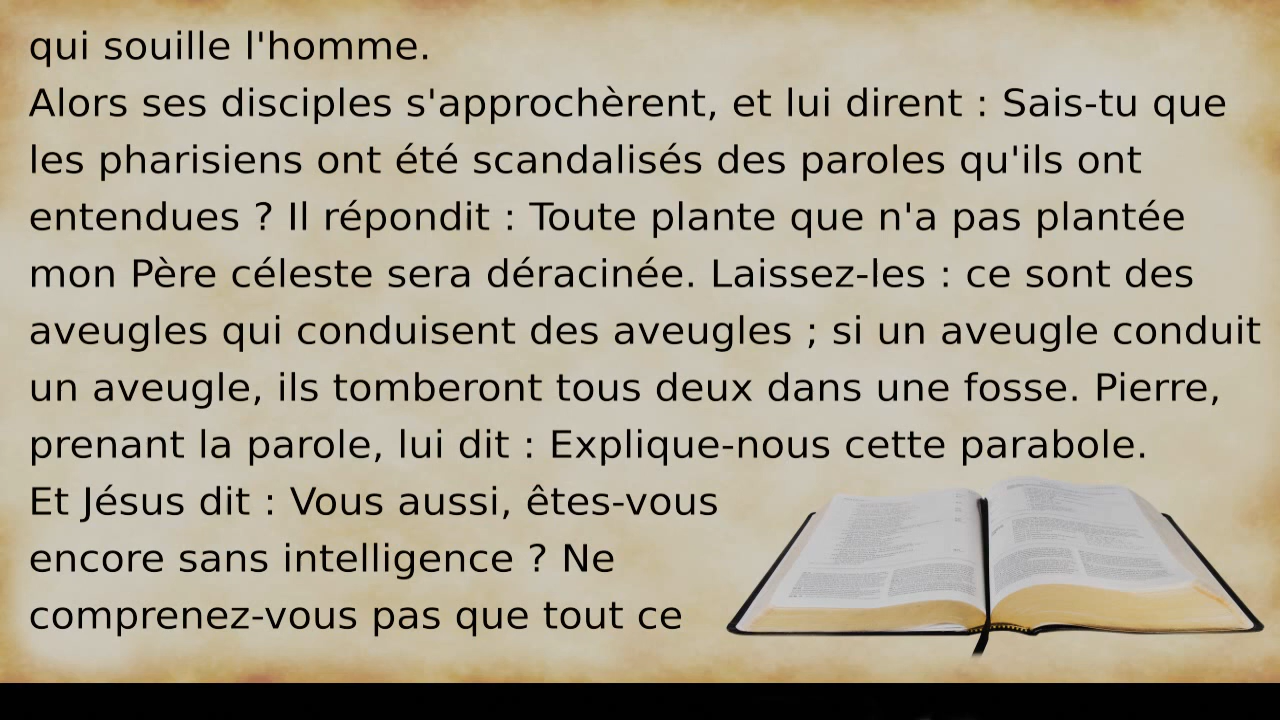 qui souille l'homme.
Alors ses disciples s'approchèrent, et lui dirent : Sais-tu que
les pharisiens ont été scandalisés des paroles qu'ils ont
entendues ? Il répondit : Toute plante que n'a pas plantée
mon Père céleste sera déracinée. Laissez-les : ce sont des
aveugles qui conduisent des aveugles ; si un aveugle conduit
un aveugle, ils tomberont tous deux dans une fosse. Pierre,
prenant la parole, lui dit : Explique-nous cette parabole.
Et Jésus dit : Vous aussi, êtes-vous
encore sans intelligence ? Ne
comprenez-vous pas que tout ce